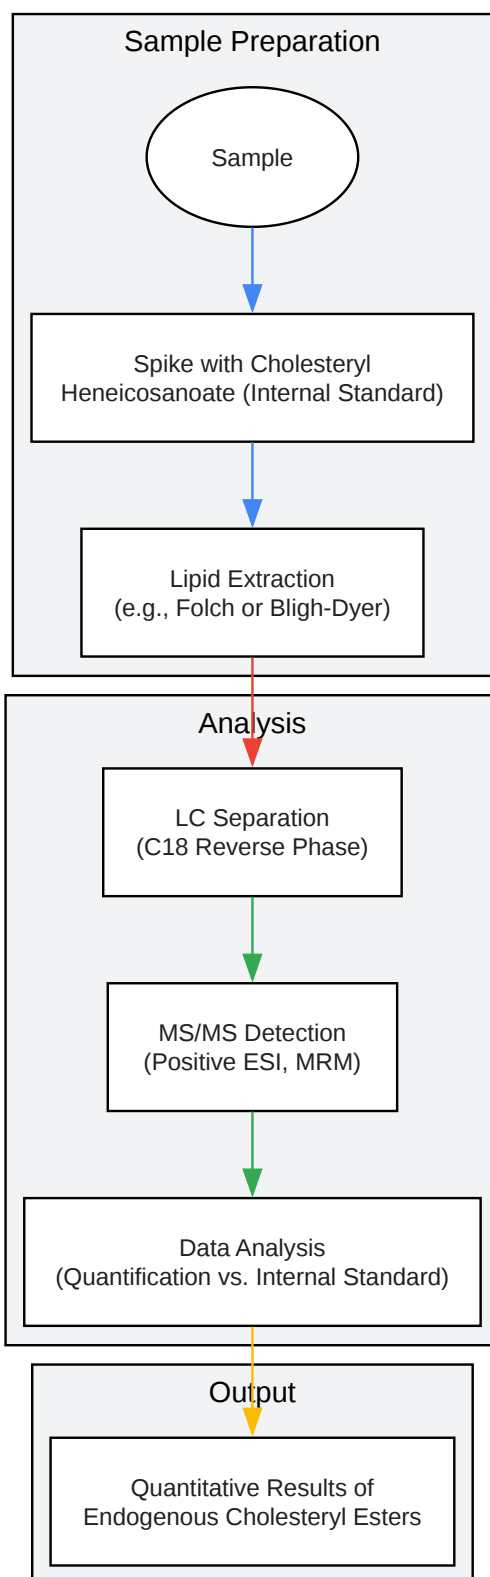 Sample Preparation
Sample
Spike with Cholesteryl
Heneicosanoate (Internal Standard)
Lipid Extraction
(e.g., Folch or Bligh-Dyer)
Analysis
LC Separation
(C18 Reverse Phase)
MS/MS Detection
(Positive ESI, MRM)
Data Analysis
(Quantification vs. Internal Standard)
Output
Quantitative Results of
Endogenous Cholesteryl Esters